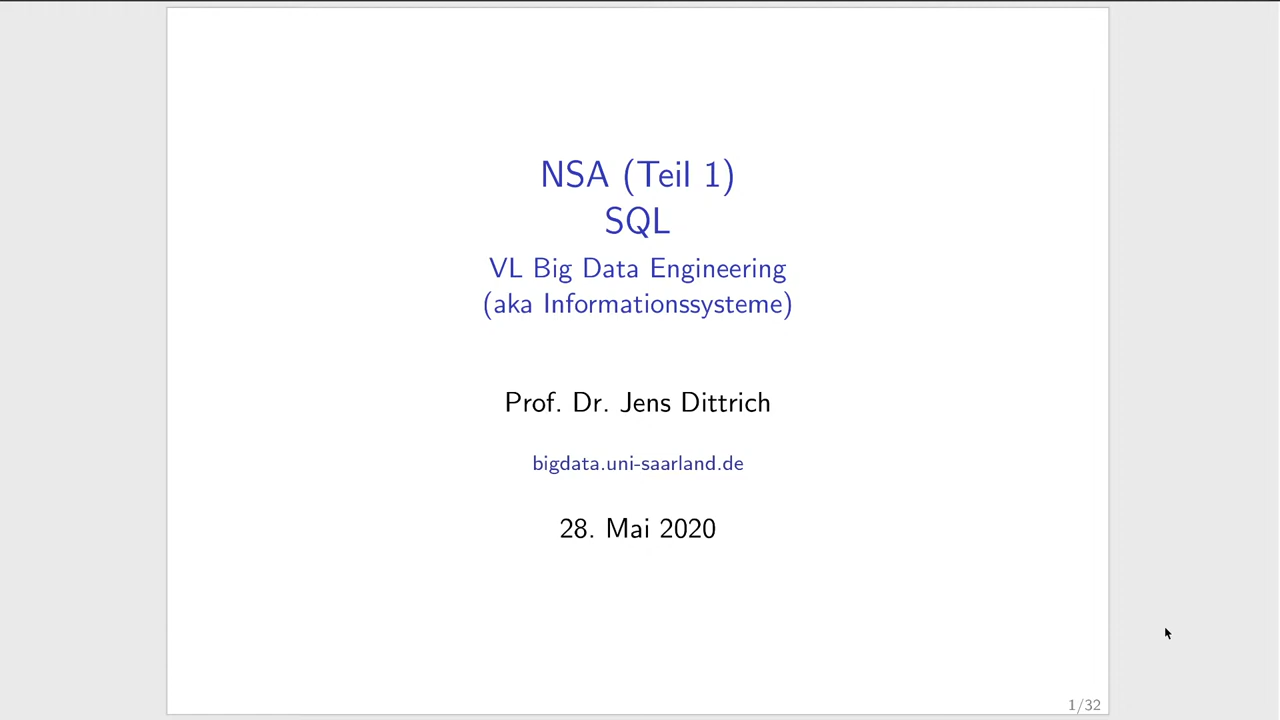 NSA (Teil 1)
SQL
VL Big Data Engineering
(aka Informationssysteme)
Prof. Dr. Jens Dittrich
bigdata.uni-saarland.de
28. Mai 2020
1/32